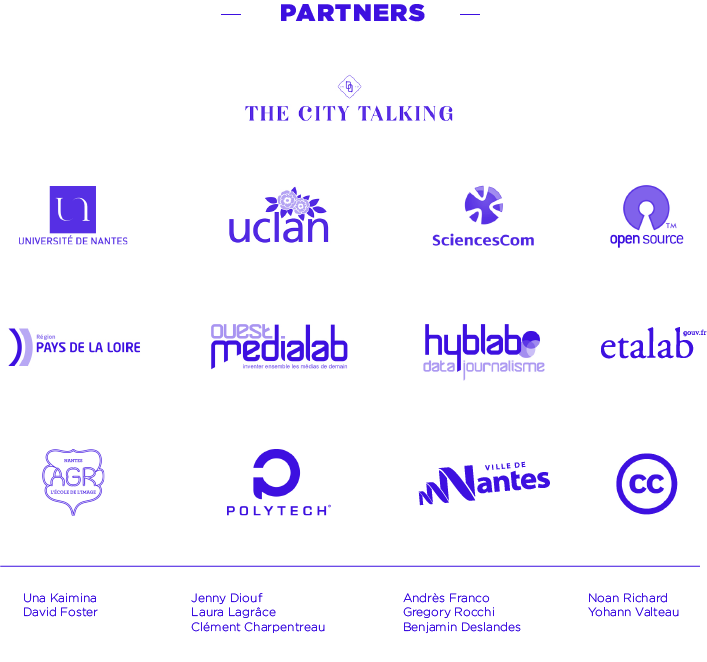 PARTNERS
THE CITY TALKING
UNIVERSITÉ DE NANTES
uclan
SciencesCom
open source TM
Région
PAYS DE LA LOIRE
ouest
medialab
inventer ensemble les médias de demain
hyblab
data journalisme
gouv.fr
etalab
NANTES
AGR
L'ÉCOLE DE L'IMAGE
POLYTECH®
VILLE DE
Nantes
cc
Una Kaimina
David Foster
Jenny Diouf
Laura Lagrâce
Clément Charpentreau
Andrès Franco
Gregory Rocchi
Benjamin Deslandes
Noan Richard
Yohann Valteau